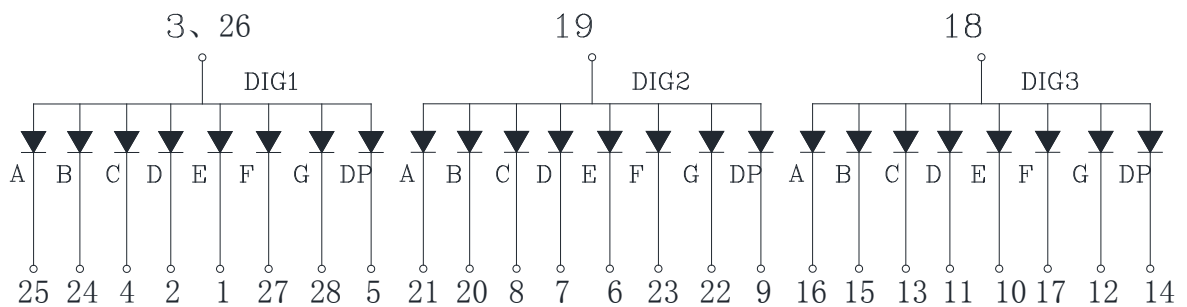 3、26 19 18
DIG1 DIG2 DIG3
A B C D E F G DP A B C D E F G DP A B C D E F G DP
25 24 4 2 1 27 28 5 21 20 8 7 6 23 22 9 16 15 13 11 10 17 12 14